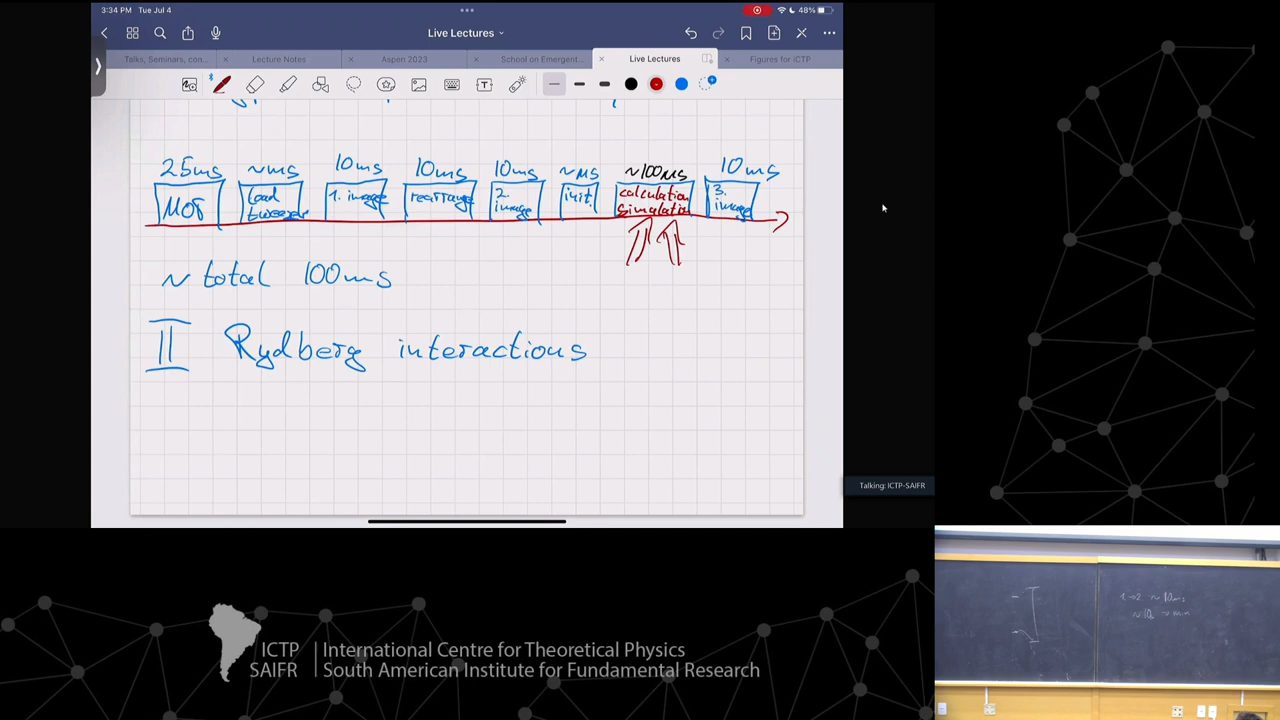 3:34 PM Tue Jul 4
48%
Live Lectures
Talks, Seminars, con...
Lecture Notes
Aspen 2023
School on Emergent...
Live Lectures
Figures for iCTP
25ms ~ms 10ms 10ms 10ms ~ms ~100μs 10ms
MOT load tweezers 1. image rearrange 2. image init. calculation simulation 3. image
~ total 100ms
II Rydberg interactions
Talking: ICTP-SAIFR
ICTP International Centre for Theoretical Physics
SAIFR South American Institute for Fundamental Research